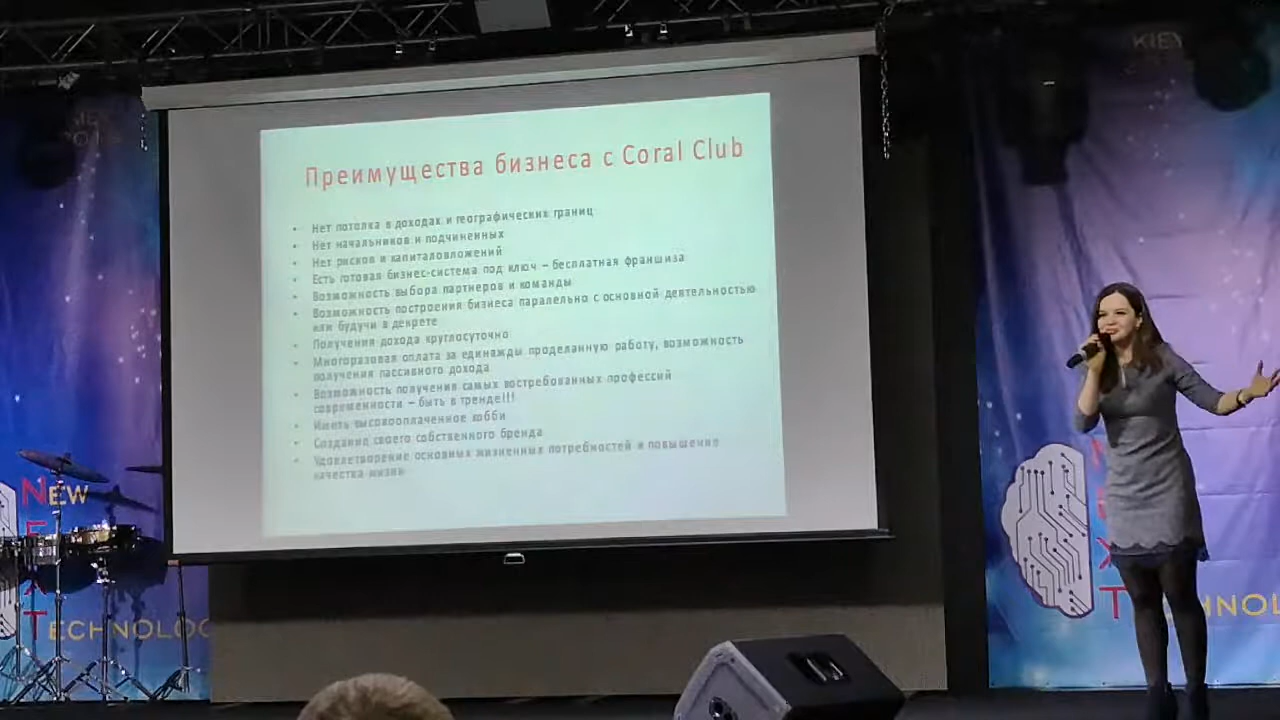 Преимущества бизнеса с Coral Club
• Нет потолка в доходах и географических границ
• Нет начальников и подчиненных
• Нет рисков и капиталовложений
• Есть готовая бизнес-система под ключ – бесплатная франшиза
• Возможность выбора партнеров и команды
• Возможность построения бизнеса паралельно с основной деятельностью
или будучи в декрете
• Получения дохода круглосуточно
• Многоразовая оплата за единажды проделанную работу, возможность
получения пассивного дохода
• Возможность получения самых востребованных профессий
современности – быть в тренде!!!
• Иметь высокооплаченное хобби
• Создание своего собственного бренда
• Удовлетворение основных жизненных потребностей и повышение
качества жизни
NEW
E
X
TECHNOLOG
KIEV
N
E
X
T
HNOL